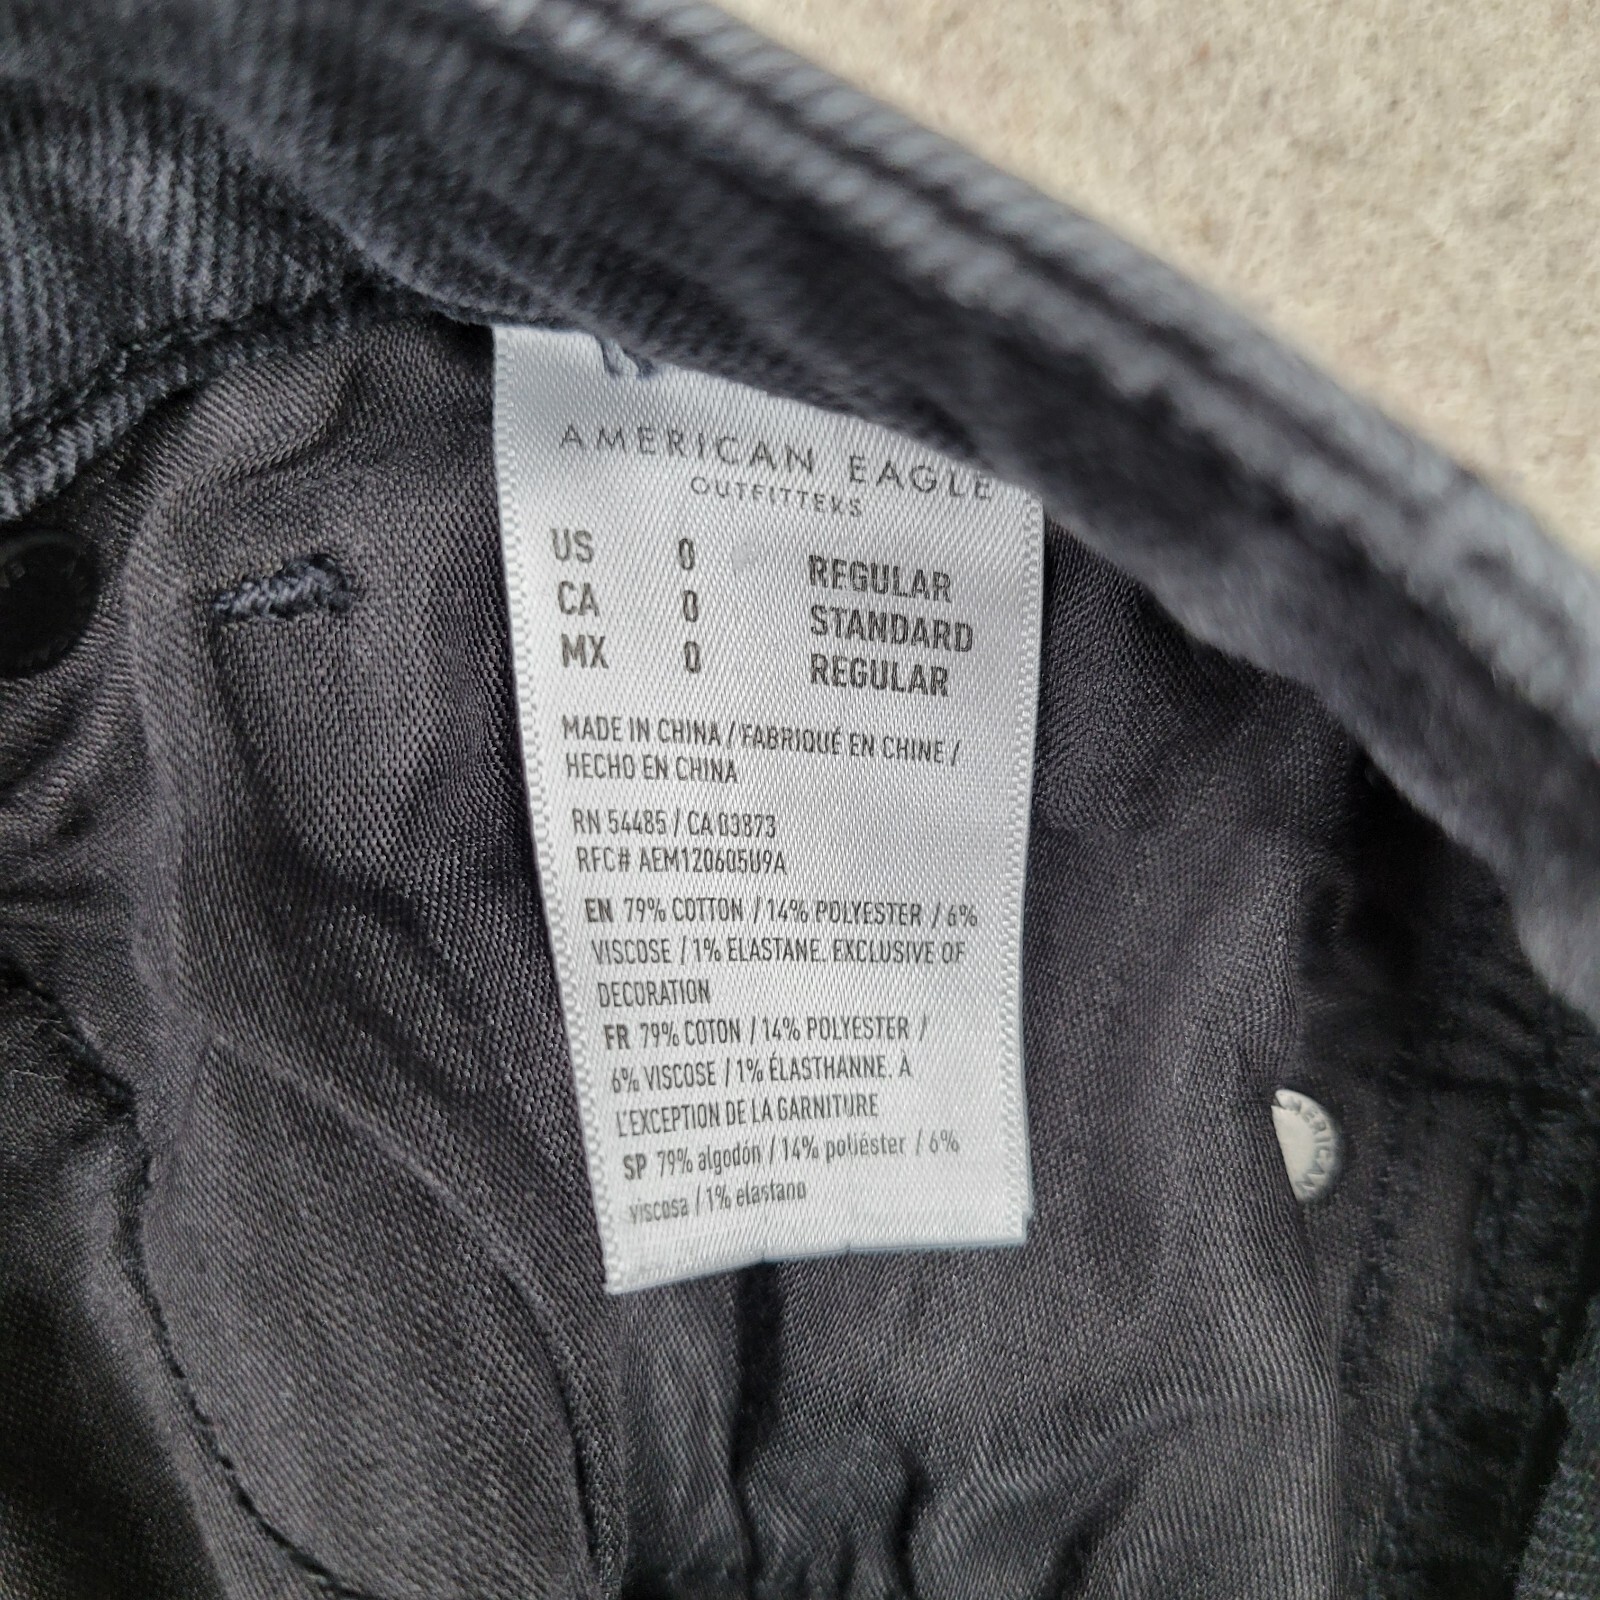 AMERICAN EAGLE
OUTFITTERS
US 0 REGULAR
CA 0 STANDARD
MX 0 REGULAR
MADE IN CHINA / FABRIQUÉ EN CHINE /
HECHO EN CHINA
RN 54485 / CA 03873
RFC# AEM120605U9A
EN 79% COTTON / 14% POLYESTER / 6%
VISCOSE / 1% ELASTANE. EXCLUSIVE OF
DECORATION
FR 79% COTON / 14% POLYESTER /
6% VISCOSE / 1% ÉLASTHANNE. À
L'EXCEPTION DE LA GARNITURE
SP 79% algodón / 14% poliéster / 6%
viscosa / 1% elastano
AERICAN